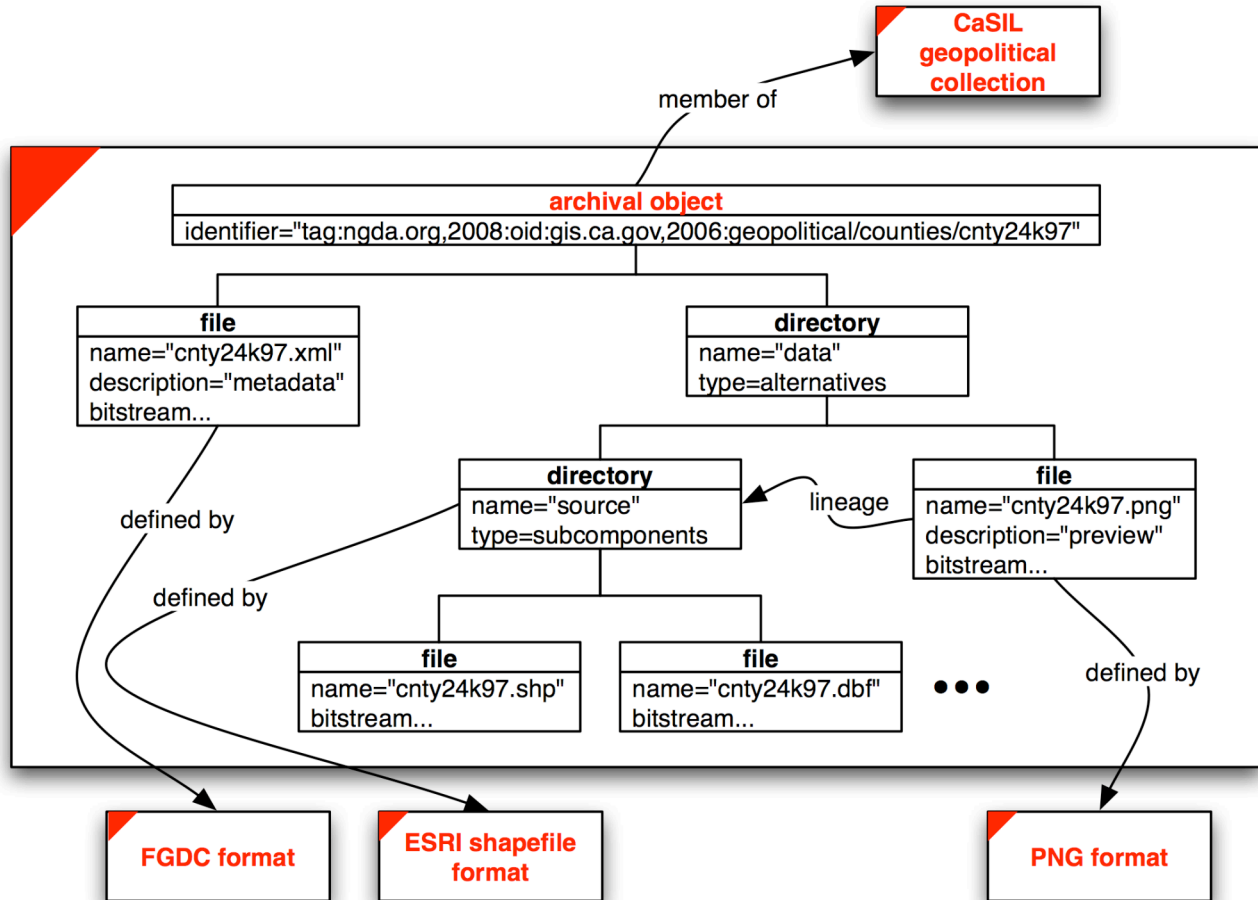 CaSIL
geopolitical
collection
member of
archival object
identifier="tag:ngda.org,2008:oid:gis.ca.gov,2006:geopolitical/counties/cnty24k97"
file
name="cnty24k97.xml"
description="metadata"
bitstream...
directory
name="data"
type=alternatives
directory
name="source"
type=subcomponents
lineage
file
name="cnty24k97.png"
description="preview"
bitstream...
defined by
defined by
file
name="cnty24k97.shp"
bitstream...
file
name="cnty24k97.dbf"
bitstream...
•••
defined by
FGDC format
ESRI shapefile
format
PNG format